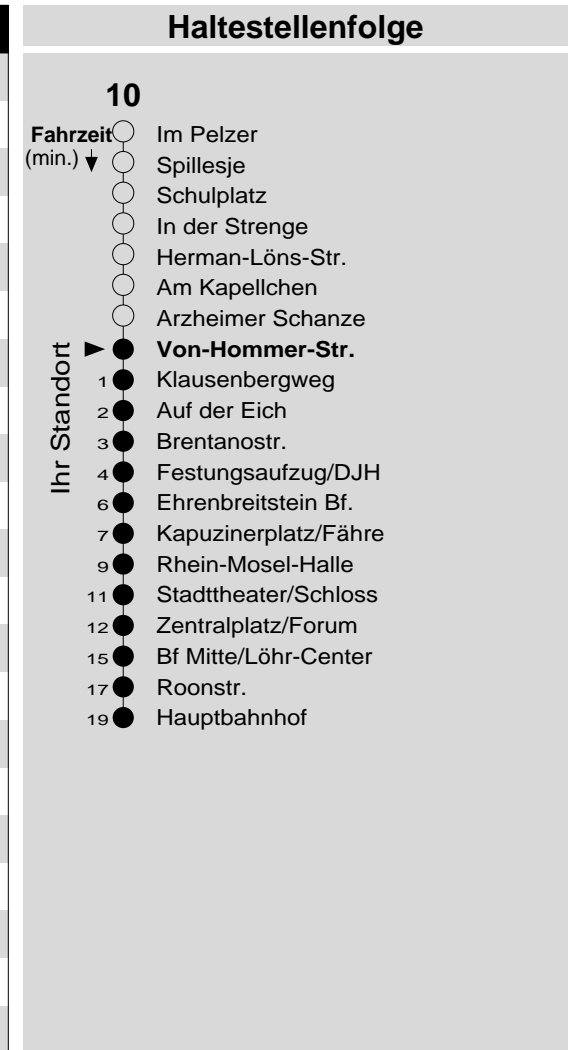 Haltestellenfolge
10
Fahrzeit
(min.)
Im Pelzer
Spillesje
Schulplatz
In der Strenge
Herman-Löns-Str.
Am Kapellchen
Arzheimer Schanze
Ihr Standort
Von-Hommer-Str.
1 Klausenbergweg
2 Auf der Eich
3 Brentanostr.
4 Festungsaufzug/DJH
6 Ehrenbreitstein Bf.
7 Kapuzinerplatz/Fähre
9 Rhein-Mosel-Halle
11 Stadttheater/Schloss
12 Zentralplatz/Forum
15 Bf Mitte/Löhr-Center
17 Roonstr.
19 Hauptbahnhof